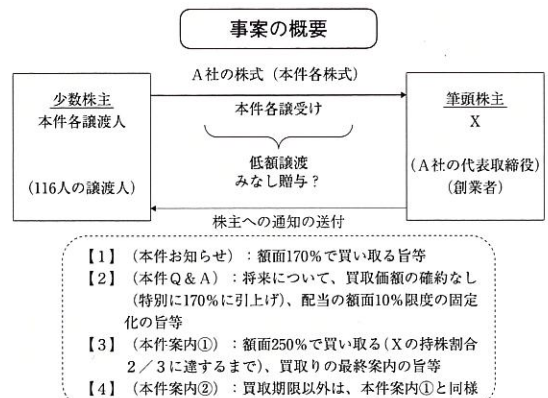 事案の概要
A社の株式（本件各株式）
少数株主
本件各譲渡人
（116人の譲渡人）
本件各譲受け
低額譲渡
みなし贈与？
筆頭株主
X
（A社の代表取締役）
（創業者）
株主への通知の送付
【1】（本件お知らせ）：額面170％で買い取る旨等
【2】（本件Q＆A）：将来について、買取価額の確約なし
（特別に170％に引上げ）、配当の額面10％限度の固定
化の旨等
【3】（本件案内①）：額面250％で買い取る（Xの持株割合
2／3に達するまで）、買取りの最終案内の旨等
【4】（本件案内②）：買取期限以外は、本件案内①と同様